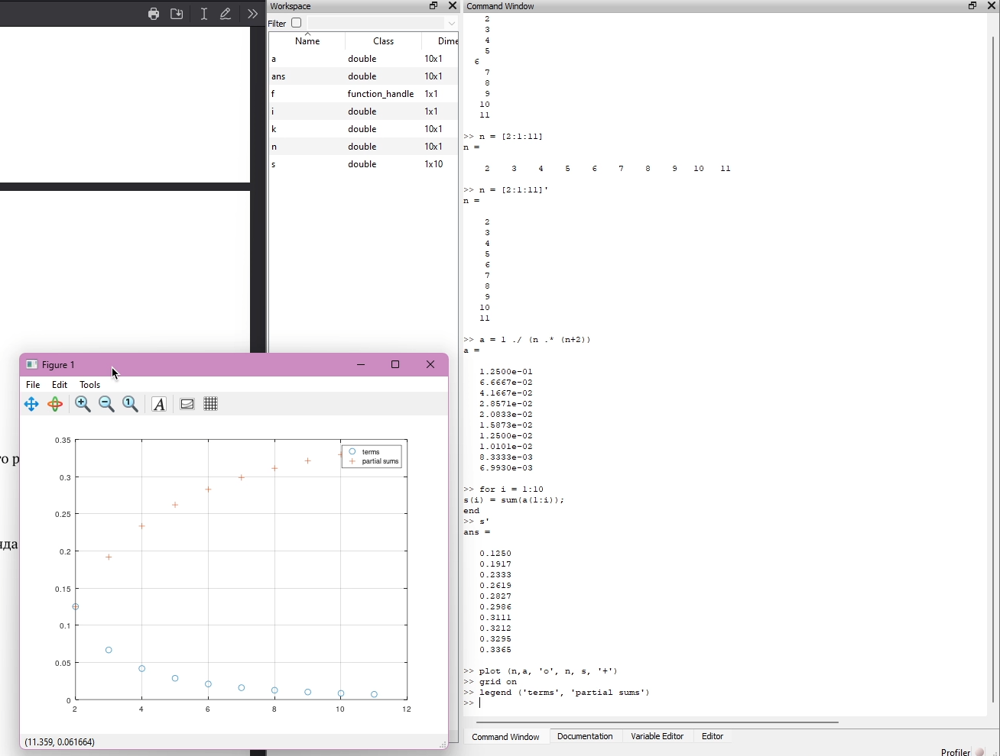 Workspace
Filter
Name Class Dime
a double 10x1
ans double 10x1
f function_handle 1x1
i double 1x1
k double 10x1
n double 10x1
s double 1x10
го р
да
Figure 1
File Edit Tools
A
0.35
0.3
0.25
0.2
0.15
0.1
0.05
0
2 4 6 8 10 12
terms
partial sums
(11.359, 0.061664)
Command Window
2
3
4
5
6
7
8
9
10
11
>> n = [2:1:11]
n =
2 3 4 5 6 7 8 9 10 11
>> n = [2:1:11]'
n =
2
3
4
5
6
7
8
9
10
11
>> a = 1 ./ (n .* (n+2))
a =
1.2500e-01
6.6667e-02
4.1667e-02
2.8571e-02
2.0833e-02
1.5873e-02
1.2500e-02
1.0101e-02
8.3333e-03
6.9930e-03
>> for i = 1:10
s(i) = sum(a(1:i));
end
>> s'
ans =
0.1250
0.1917
0.2333
0.2619
0.2827
0.2986
0.3111
0.3212
0.3295
0.3365
>> plot (n,a, 'o', n, s, '+')
>> grid on
>> legend ('terms', 'partial sums')
>>
Command Window Documentation Variable Editor Editor
Profiler